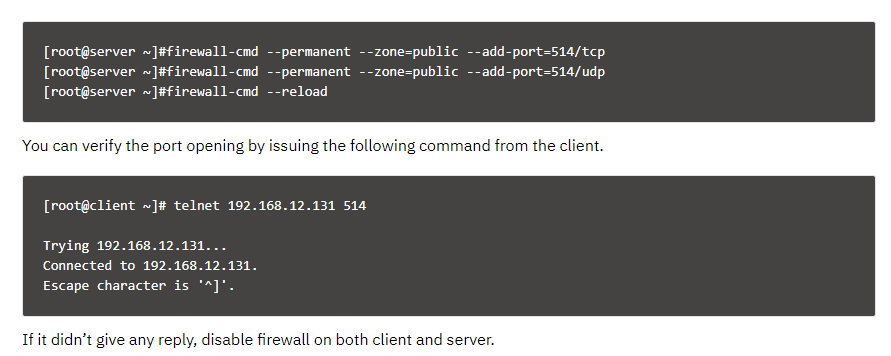 [root@server ~]#firewall-cmd --permanent --zone=public --add-port=514/tcp
[root@server ~]#firewall-cmd --permanent --zone=public --add-port=514/udp
[root@server ~]#firewall-cmd --reload
You can verify the port opening by issuing the following command from the client.
[root@client ~]# telnet 192.168.12.131 514
Trying 192.168.12.131...
Connected to 192.168.12.131.
Escape character is '^]'.
If it didn’t give any reply, disable firewall on both client and server.